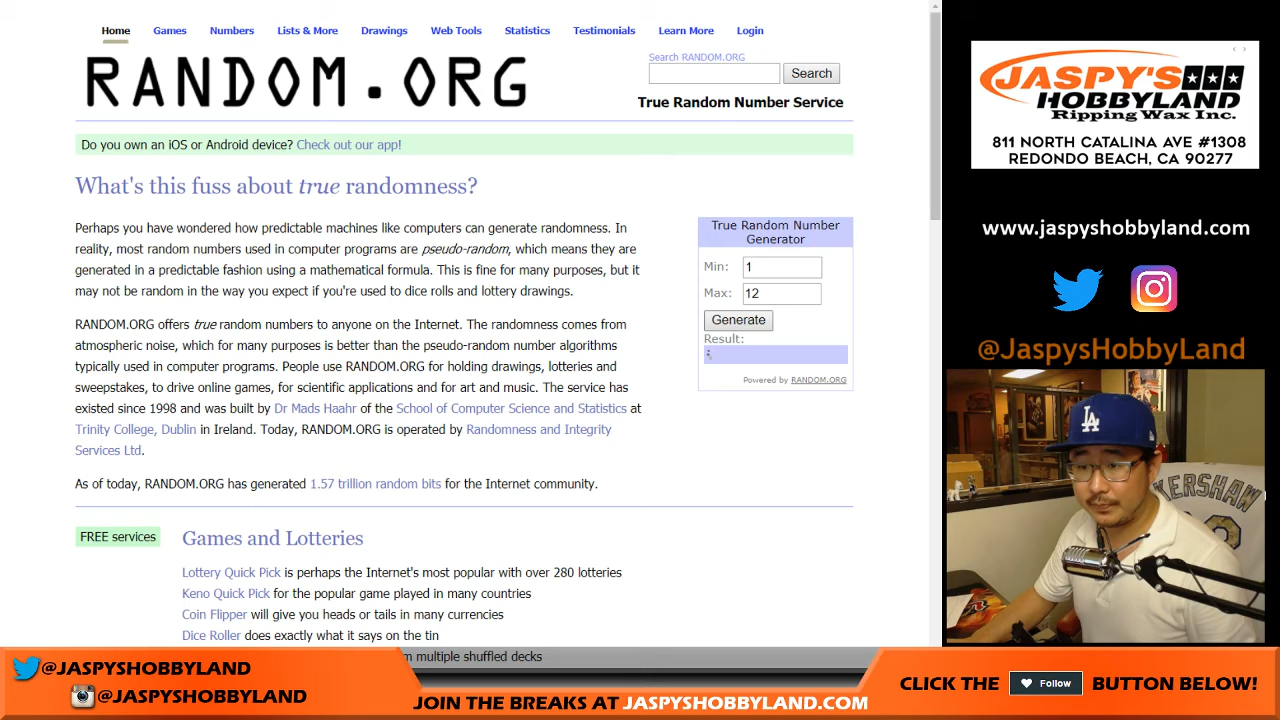 Home Games Numbers Lists & More Drawings Web Tools Statistics Testimonials Learn More Login
RANDOM.ORG
Search RANDOM.ORG
Search
True Random Number Service
Do you own an iOS or Android device? Check out our app!
What's this fuss about true randomness?
Perhaps you have wondered how predictable machines like computers can generate randomness. In
reality, most random numbers used in computer programs are pseudo-random, which means they are
generated in a predictable fashion using a mathematical formula. This is fine for many purposes, but it
may not be random in the way you expect if you're used to dice rolls and lottery drawings.
RANDOM.ORG offers true random numbers to anyone on the Internet. The randomness comes from
atmospheric noise, which for many purposes is better than the pseudo-random number algorithms
typically used in computer programs. People use RANDOM.ORG for holding drawings, lotteries and
sweepstakes, to drive online games, for scientific applications and for art and music. The service has
existed since 1998 and was built by Dr Mads Haahr of the School of Computer Science and Statistics at
Trinity College, Dublin in Ireland. Today, RANDOM.ORG is operated by Randomness and Integrity
Services Ltd.
As of today, RANDOM.ORG has generated 1.57 trillion random bits for the Internet community.
True Random Number
Generator
Min: 1
Max: 12
Generate
Result:
Powered by RANDOM.ORG
FREE services
Games and Lotteries
Lottery Quick Pick is perhaps the Internet's most popular with over 280 lotteries
Keno Quick Pick for the popular game played in many countries
Coin Flipper will give you heads or tails in many currencies
Dice Roller does exactly what it says on the tin
multiple shuffled decks
JASPY'S
HOBBYLAND
Ripping Wax Inc.
811 NORTH CATALINA AVE #1308
REDONDO BEACH, CA 90277
www.jaspyshobbyland.com
@JaspysHobbyLand
LA
KERSHAW
@JASPYSHOBBYLAND
@JASPYSHOBBYLAND
JOIN THE BREAKS AT JASPYSHOBBYLAND.COM
CLICK THE Follow BUTTON BELOW!